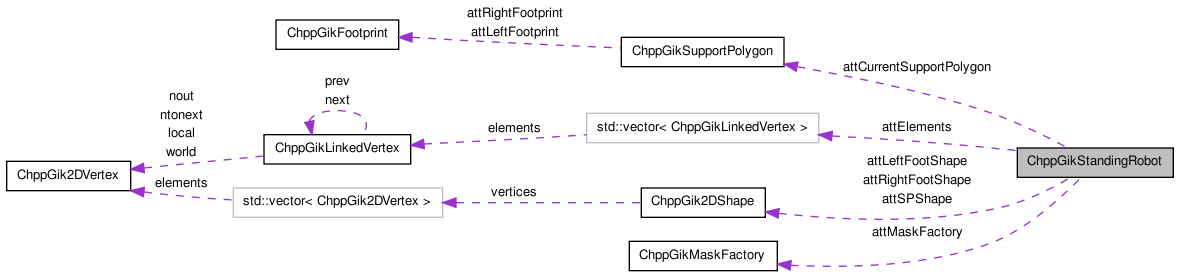 attRightFootprint
attLeftFootprint
ChppGikFootprint
ChppGikSupportPolygon
attCurrentSupportPolygon
prev
next
nout
ntonext
local
world
ChppGikLinkedVertex
elements
std::vector< ChppGikLinkedVertex >
attElements
ChppGikStandingRobot
ChppGik2DVertex
elements
std::vector< ChppGik2DVertex >
vertices
ChppGik2DShape
attLeftFootShape
attRightFootShape
attSPShape
attMaskFactory
ChppGikMaskFactory